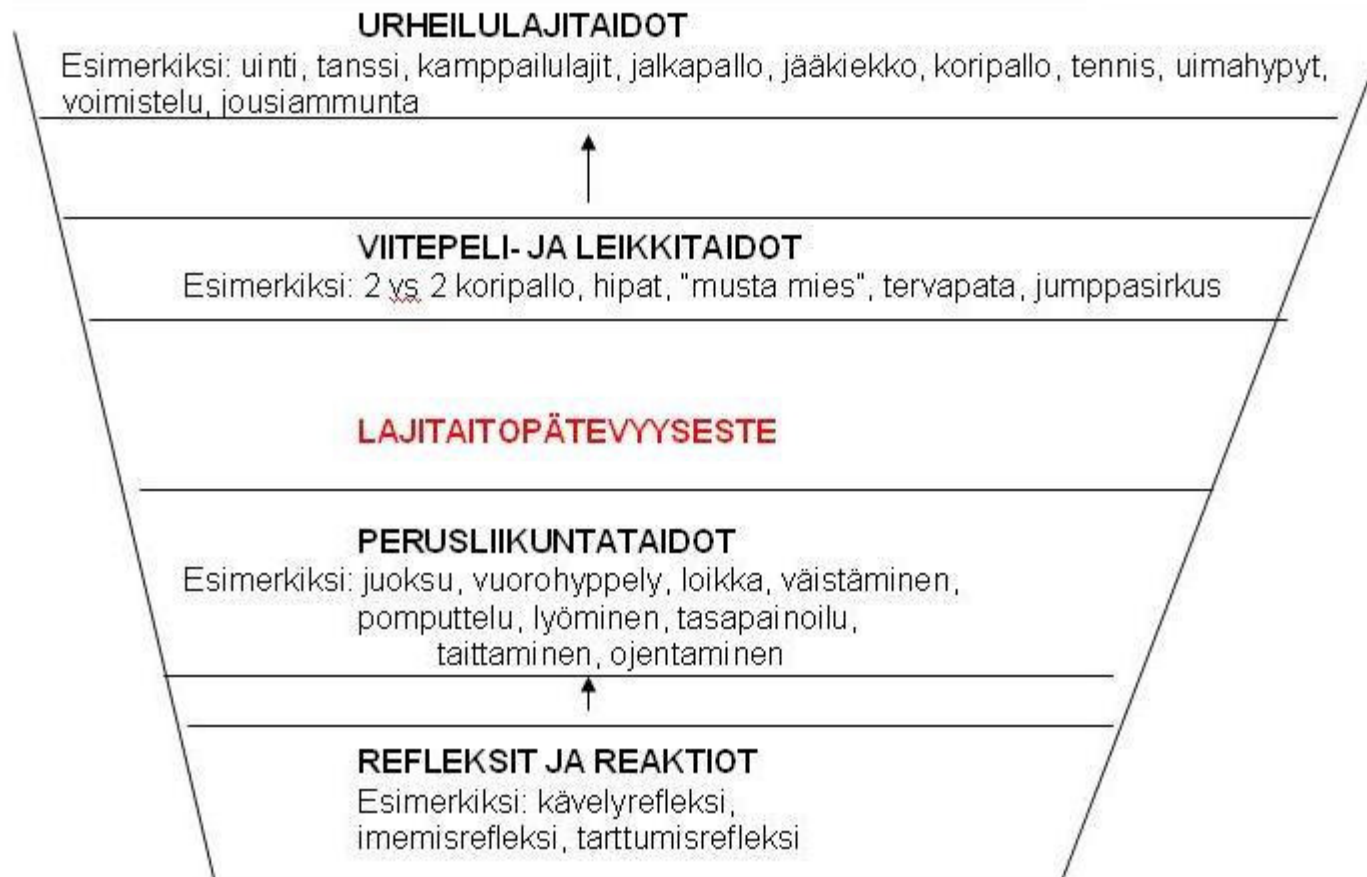 URHEILULAJITAIDOT
Esimerkiksi: uinti, tanssi, kamppailulajit, jalkapallo, jääkiekko, koripallo, tennis, uimahypyt,
voimistelu, jousiammunta
VIITEPELI- JA LEIKKITAIDOT
Esimerkiksi: 2 vs 2 koripallo, hipat, "musta mies", tervapata, jumppasirkus
LAJITAITOPÄTEVYYSESTE
PERUSLIIKUNTATAIDOT
Esimerkiksi: juoksu, vuorohyppely, loikka, väistäminen,
pomputtelu, lyöminen, tasapainoilu,
taittaminen, ojentaminen
REFLEKSIT JA REAKTIOT
Esimerkiksi: kävelyrefleksi,
imemisrefleksi, tarttumisrefleksi